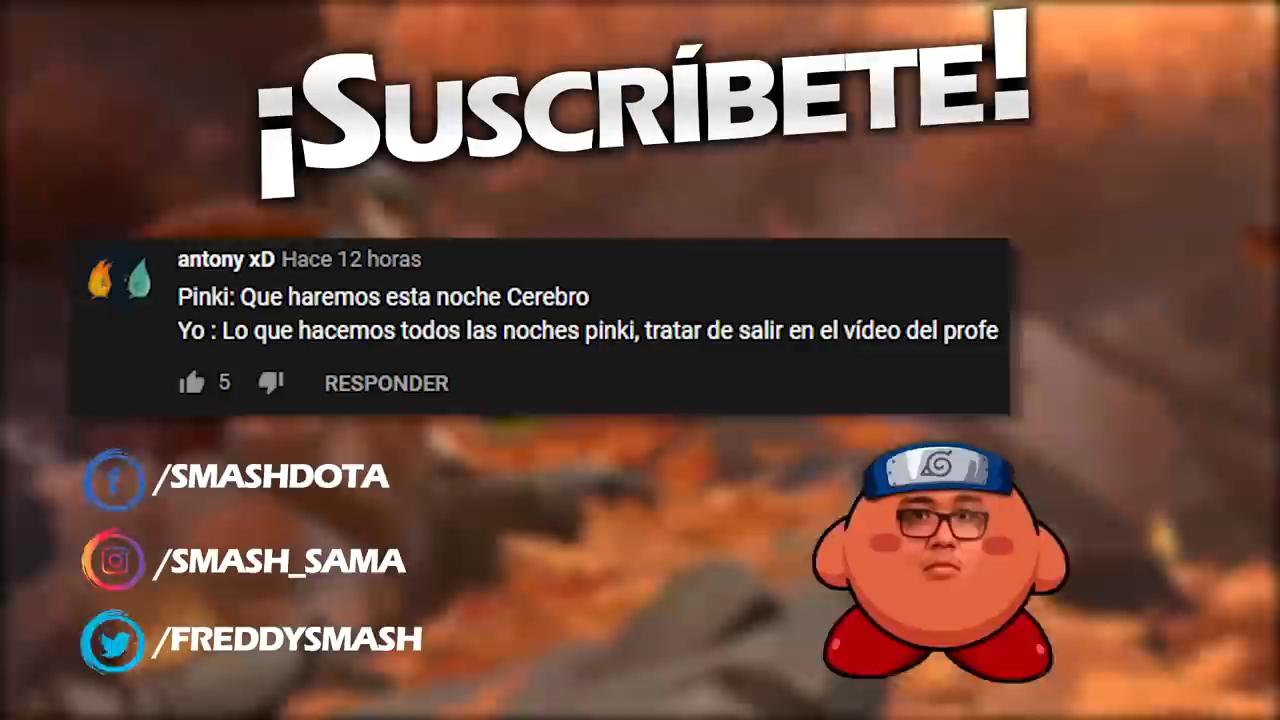 ¡SUSCRÍBETE!
antony xD Hace 12 horas
Pinki: Que haremos esta noche Cerebro
Yo : Lo que hacemos todos las noches pinki, tratar de salir en el vídeo del profe
5 RESPONDER
/SMASHDOTA
/SMASH_SAMA
/FREDDYSMASH